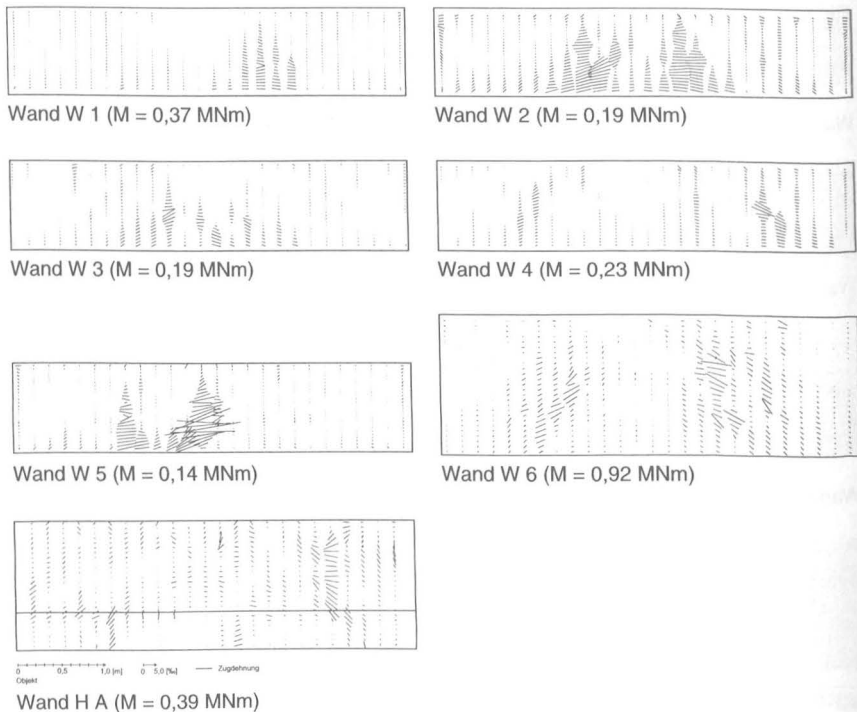 Wand W 1 (M = 0,37 MNm)
Wand W 2 (M = 0,19 MNm)
Wand W 3 (M = 0,19 MNm)
Wand W 4 (M = 0,23 MNm)
Wand W 5 (M = 0,14 MNm)
Wand W 6 (M = 0,92 MNm)
0 0,5 1,0 [m] 0 5,0 [‰] Zugdehnung
Objekt
Wand H A (M = 0,39 MNm)